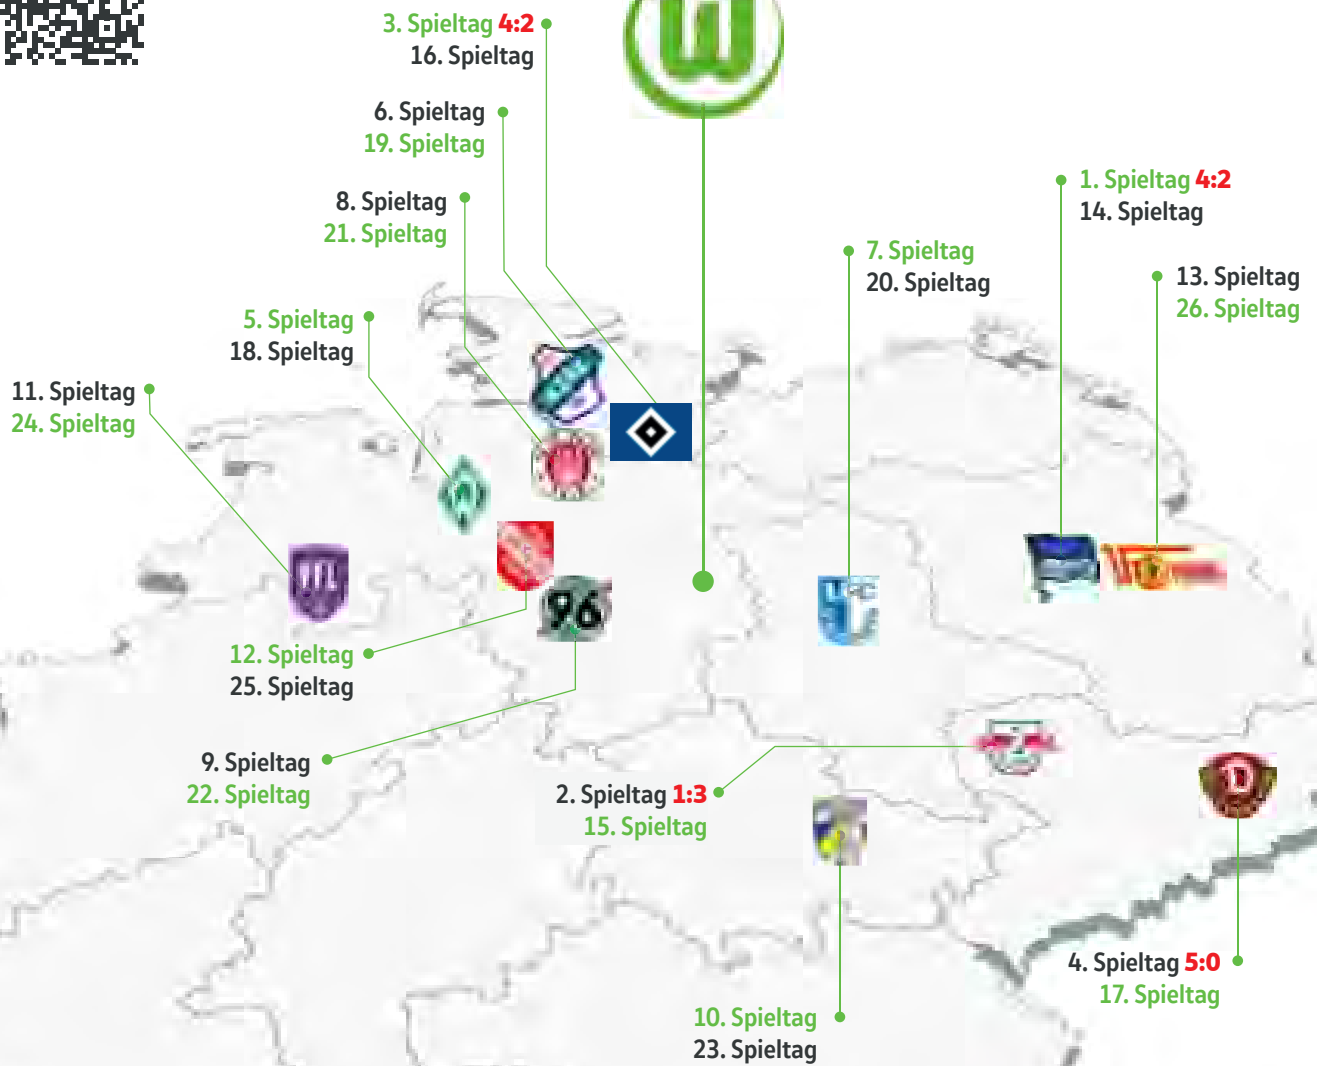 3. Spieltag 4:2
16. Spieltag
6. Spieltag
19. Spieltag
8. Spieltag
21. Spieltag
1. Spieltag 4:2
14. Spieltag
7. Spieltag
20. Spieltag
13. Spieltag
26. Spieltag
5. Spieltag
18. Spieltag
11. Spieltag
24. Spieltag
VFL
96
12. Spieltag
25. Spieltag
9. Spieltag
22. Spieltag
2. Spieltag 1:3
15. Spieltag
D
4. Spieltag 5:0
17. Spieltag
10. Spieltag
23. Spieltag